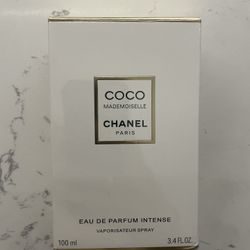 COCO
MADEMOISELLE
CHANEL
PARIS
EAU DE PARFUM INTENSE
VAPORISATEUR SPRAY
100 ml 3.4 FL.OZ.